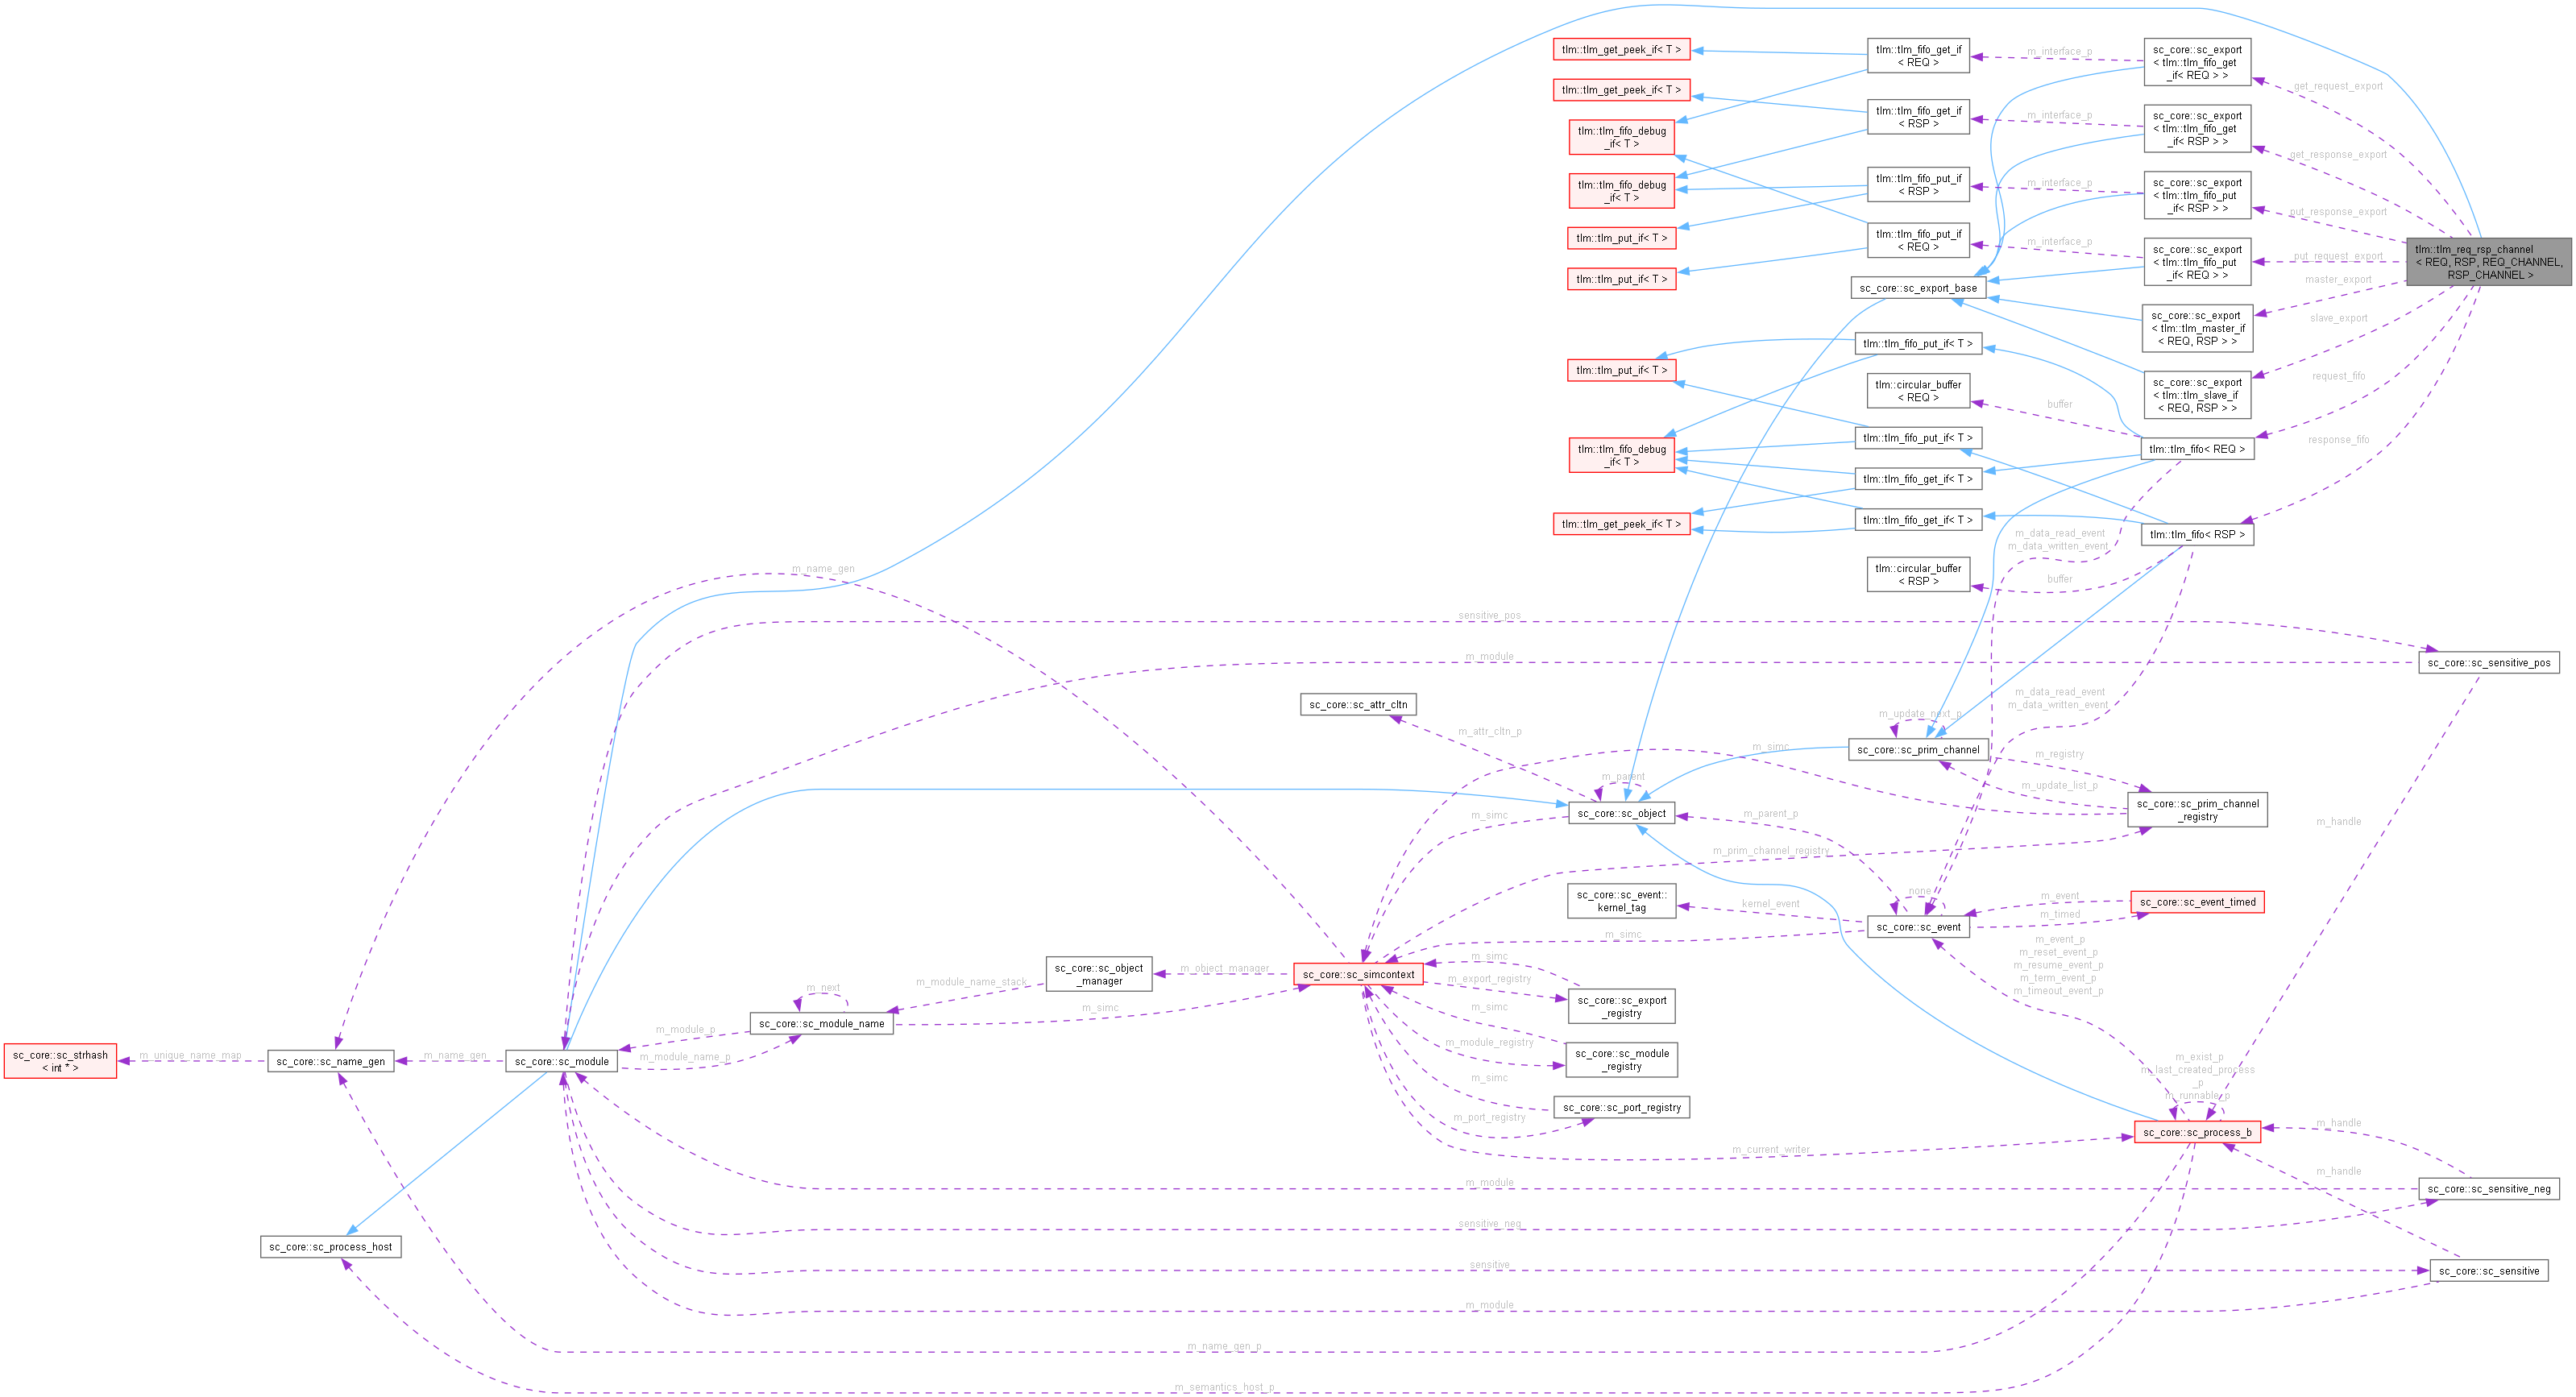 tlm::tlm_get_peek_if< T >
tlm::tlm_fifo_get_if
< REQ >
m_interface_p
sc_core::sc_export
< tlm::tlm_fifo_get
_if< REQ > >
get_request_export
tlm::tlm_get_peek_if< T >
tlm::tlm_fifo_get_if
< RSP >
m_interface_p
sc_core::sc_export
< tlm::tlm_fifo_get
_if< RSP > >
get_response_export
tlm::tlm_fifo_debug
_if< T >
tlm::tlm_fifo_debug
_if< T >
tlm::tlm_fifo_put_if
< RSP >
m_interface_p
sc_core::sc_export
< tlm::tlm_fifo_put
_if< RSP > >
put_response_export
tlm::tlm_put_if< T >
tlm::tlm_fifo_put_if
< REQ >
m_interface_p
sc_core::sc_export
< tlm::tlm_fifo_put
_if< REQ > >
put_request_export
tlm::tlm_req_rsp_channel
< REQ, RSP, REQ_CHANNEL,
RSP_CHANNEL >
tlm::tlm_put_if< T >
sc_core::sc_export_base
master_export
sc_core::sc_export
< tlm::tlm_master_if
< REQ, RSP > >
slave_export
tlm::tlm_put_if< T >
tlm::tlm_fifo_put_if< T >
tlm::circular_buffer
< REQ >
buffer
sc_core::sc_export
< tlm::tlm_slave_if
< REQ, RSP > >
request_fifo
tlm::tlm_fifo_debug
_if< T >
tlm::tlm_fifo_put_if< T >
tlm::tlm_fifo< REQ >
response_fifo
tlm::tlm_fifo_get_if< T >
tlm::tlm_get_peek_if< T >
tlm::tlm_fifo_get_if< T >
tlm::tlm_fifo< RSP >
m_data_read_event
m_data_written_event
tlm::circular_buffer
< RSP >
buffer
m_name_gen
sensitive_pos
m_module
sc_core::sc_sensitive_pos
sc_core::sc_attr_cltn
m_attr_cltn_p
m_data_read_event
m_data_written_event
m_update_next_p
m_simc
sc_core::sc_prim_channel
m_registry
m_update_list_p
m_parent
sc_core::sc_object
m_simc
m_parent_p
sc_core::sc_prim_channel
_registry
m_handle
m_prim_channel_registry
sc_core::sc_event::
kernel_tag
kernel_event
none
sc_core::sc_event
m_event
m_timed
sc_core::sc_event_timed
m_simc
m_event_p
m_reset_event_p
m_resume_event_p
m_term_event_p
m_timeout_event_p
sc_core::sc_object
_manager
m_object_manager
sc_core::sc_simcontext
m_simc
m_export_registry
sc_core::sc_export
_registry
m_module_name_stack
m_next
sc_core::sc_module_name
m_simc
m_simc
m_module_registry
sc_core::sc_module
_registry
sc_core::sc_strhash
< int * >
m_unique_name_map
sc_core::sc_name_gen
m_name_gen
sc_core::sc_module
m_module_p
m_module_name_p
m_simc
m_port_registry
sc_core::sc_port_registry
m_exist_p
m_last_created_process
_p
m_runnable_p
m_current_writer
sc_core::sc_process_b
m_handle
m_handle
m_module
sc_core::sc_sensitive_neg
sensitive_neg
sc_core::sc_process_host
sensitive
sc_core::sc_sensitive
m_module
m_name_gen_p
m_semantics_host_p